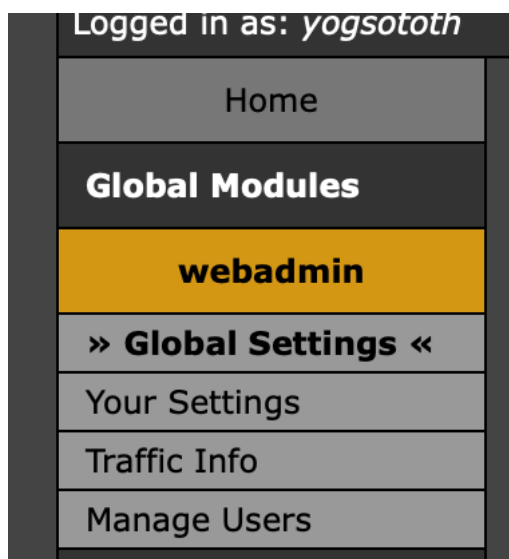 Logged in as: yogsototh
Home
Global Modules
webadmin
» Global Settings «
Your Settings
Traffic Info
Manage Users